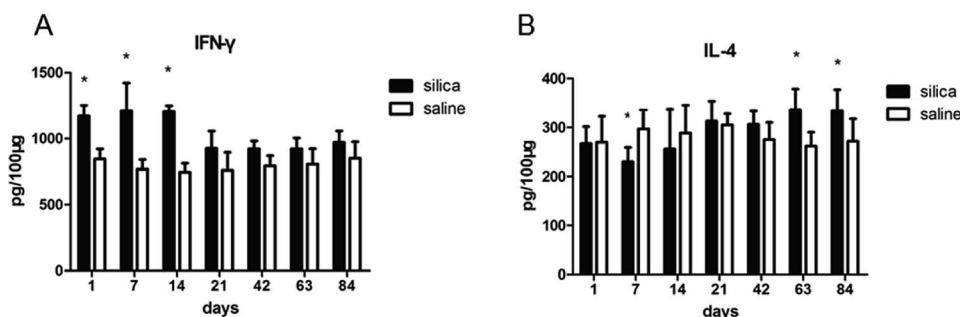 A
IFN-γ
* * *
1500
1000
500
0
pg/100µg
1 7 14 21 42 63 84
days
silica
saline
B
IL-4
* * *
400
300
200
100
0
pg/100µg
1 7 14 21 42 63 84
days
silica
saline